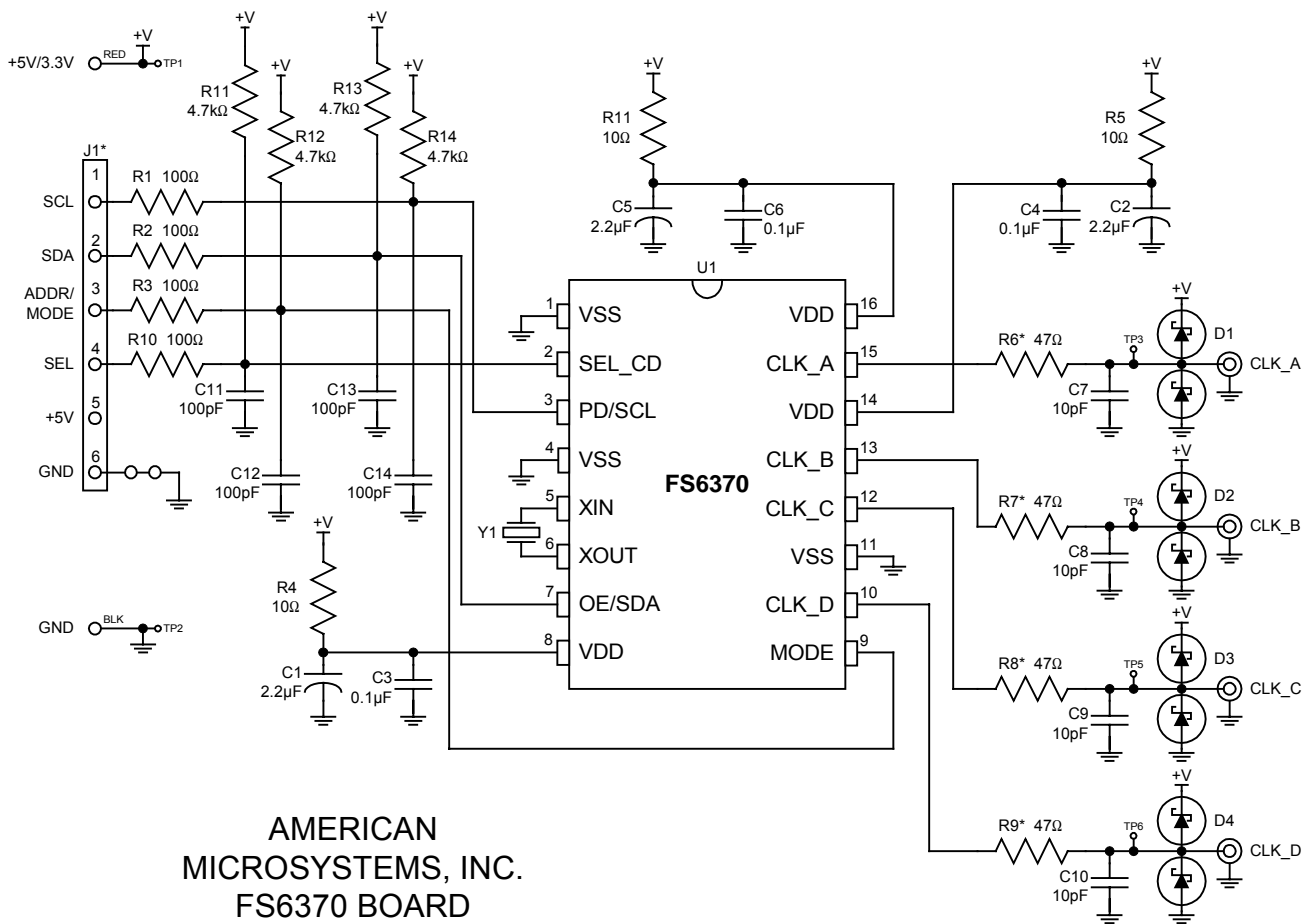 +V
+V
+V
+V
+V
+5V/3.3V
RED
TP1
R11
4.7kΩ
R13
4.7kΩ
R12
4.7kΩ
R14
4.7kΩ
+V
R11
10Ω
+V
R5
10Ω
J1*
1
SCL
R1 100Ω
2
SDA
R2 100Ω
3
ADDR/
MODE
R3 100Ω
4
SEL
R10 100Ω
5
+5V
6
GND
C5
2.2µF
C6
0.1µF
C4
0.1µF
C2
2.2µF
C11
100pF
C13
100pF
C12
100pF
C14
100pF
U1
FS6370
1
VSS
2
SEL_CD
3
PD/SCL
4
VSS
5
XIN
6
XOUT
7
OE/SDA
8
VDD
16
VDD
15
CLK_A
14
VDD
13
CLK_B
12
CLK_C
11
VSS
10
CLK_D
9
MODE
Y1
+V
R4
10Ω
C1
2.2µF
C3
0.1µF
GND
BLK
TP2
+V
R6* 47Ω
TP3
D1
C7
10pF
CLK_A
+V
R7* 47Ω
TP4
D2
C8
10pF
CLK_B
+V
R8* 47Ω
TP5
D3
C9
10pF
CLK_C
+V
R9* 47Ω
TP6
D4
C10
10pF
CLK_D
AMERICAN
MICROSYSTEMS, INC.
FS6370 BOARD